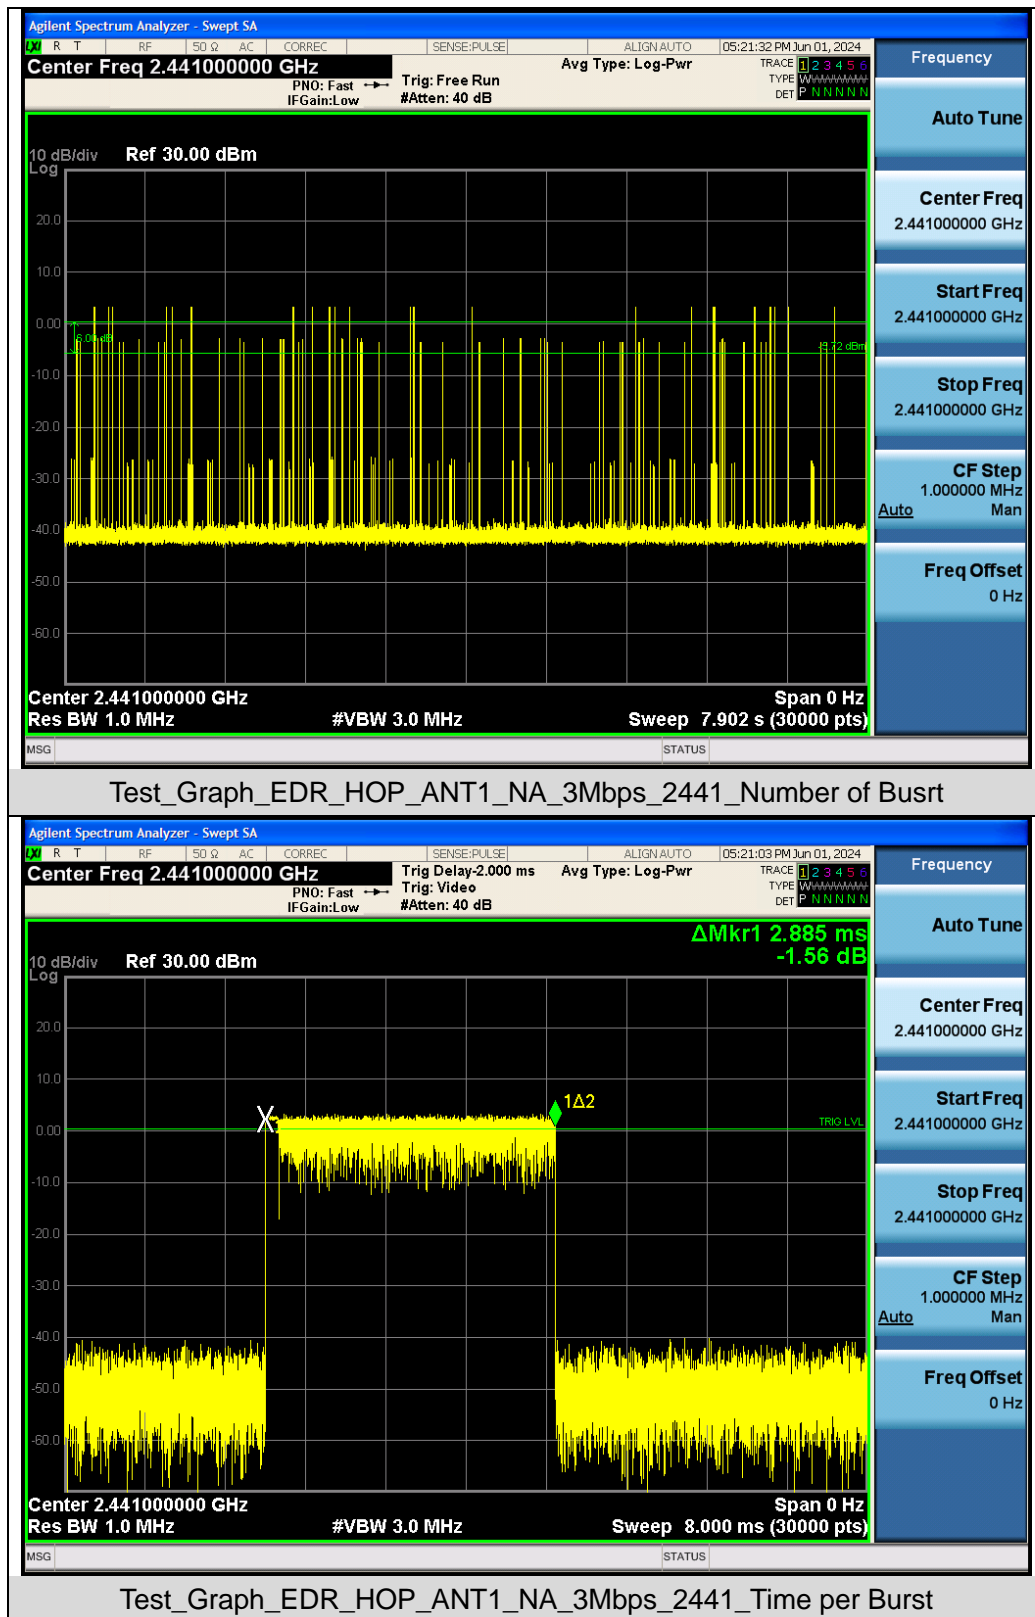 Agilent Spectrum Analyzer - Swept SA
LXI R T RF 50 Ω AC CORREC SENSE:PULSE ALIGN AUTO 05:21:32 PM Jun 01, 2024
Center Freq 2.441000000 GHz
PNO: Fast
IFGain:Low
Trig: Free Run
#Atten: 40 dB
Avg Type: Log-Pwr
TRACE 1 2 3 4 5 6
TYPE W
DET P N N N N N
Frequency
Auto Tune
Center Freq
2.441000000 GHz
Start Freq
2.441000000 GHz
Stop Freq
2.441000000 GHz
CF Step
1.000000 MHz
Auto Man
Freq Offset
0 Hz
10 dB/div Ref 30.00 dBm
Log
20.0
10.0
0.00
6.00 dB
-5.72 dBm
-10.0
-20.0
-30.0
-40.0
-50.0
-60.0
Center 2.441000000 GHz Span 0 Hz
Res BW 1.0 MHz #VBW 3.0 MHz Sweep 7.902 s (30000 pts)
MSG STATUS
Test_Graph_EDR_HOP_ANT1_NA_3Mbps_2441_Number of Busrt
Agilent Spectrum Analyzer - Swept SA
LXI R T RF 50 Ω AC CORREC SENSE:PULSE ALIGN AUTO 05:21:03 PM Jun 01, 2024
Center Freq 2.441000000 GHz
PNO: Fast
IFGain:Low
Trig Delay-2.000 ms
Trig: Video
#Atten: 40 dB
Avg Type: Log-Pwr
TRACE 1 2 3 4 5 6
TYPE W
DET P N N N N N
Frequency
Auto Tune
Center Freq
2.441000000 GHz
Start Freq
2.441000000 GHz
Stop Freq
2.441000000 GHz
CF Step
1.000000 MHz
Auto Man
Freq Offset
0 Hz
ΔMkr1 2.885 ms
-1.56 dB
10 dB/div Ref 30.00 dBm
Log
20.0
10.0
1Δ2
0.00
TRIG LVL
-10.0
-20.0
-30.0
-40.0
-50.0
-60.0
Center 2.441000000 GHz Span 0 Hz
Res BW 1.0 MHz #VBW 3.0 MHz Sweep 8.000 ms (30000 pts)
MSG STATUS
Test_Graph_EDR_HOP_ANT1_NA_3Mbps_2441_Time per Burst